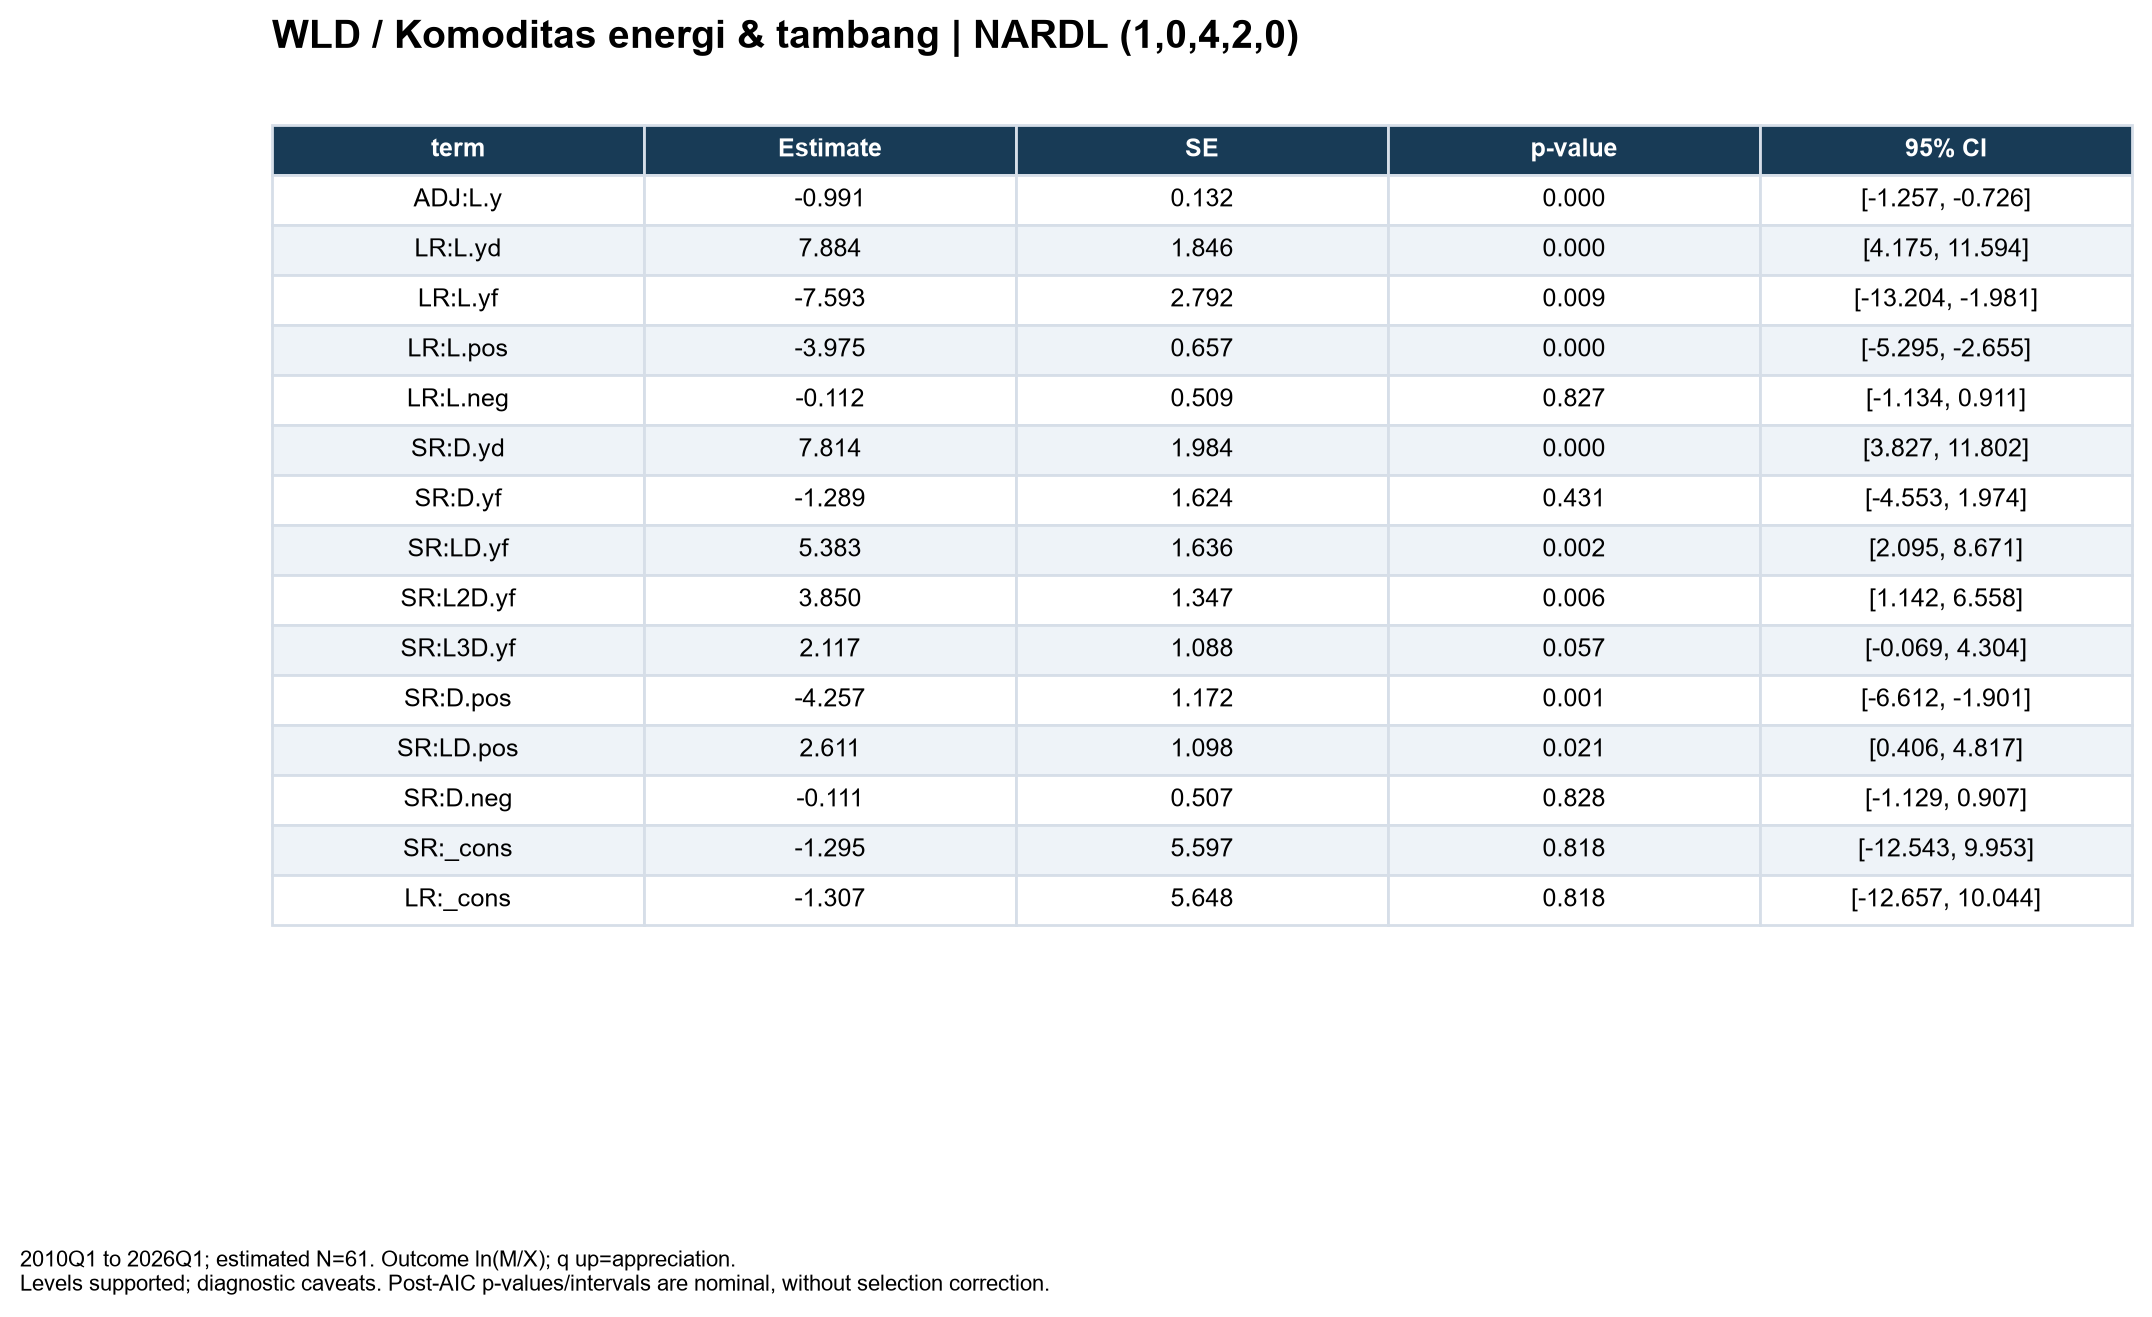 WLD / Komoditas energi & tambang | NARDL (1,0,4,2,0)
term Estimate SE p-value 95% CI
ADJ:L.y -0.991 0.132 0.000 [-1.257, -0.726]
LR:L.yd 7.884 1.846 0.000 [4.175, 11.594]
LR:L.yf -7.593 2.792 0.009 [-13.204, -1.981]
LR:L.pos -3.975 0.657 0.000 [-5.295, -2.655]
LR:L.neg -0.112 0.509 0.827 [-1.134, 0.911]
SR:D.yd 7.814 1.984 0.000 [3.827, 11.802]
SR:D.yf -1.289 1.624 0.431 [-4.553, 1.974]
SR:LD.yf 5.383 1.636 0.002 [2.095, 8.671]
SR:L2D.yf 3.850 1.347 0.006 [1.142, 6.558]
SR:L3D.yf 2.117 1.088 0.057 [-0.069, 4.304]
SR:D.pos -4.257 1.172 0.001 [-6.612, -1.901]
SR:LD.pos 2.611 1.098 0.021 [0.406, 4.817]
SR:D.neg -0.111 0.507 0.828 [-1.129, 0.907]
SR:_cons -1.295 5.597 0.818 [-12.543, 9.953]
LR:_cons -1.307 5.648 0.818 [-12.657, 10.044]
2010Q1 to 2026Q1; estimated N=61. Outcome ln(M/X); q up=appreciation.
Levels supported; diagnostic caveats. Post-AIC p-values/intervals are nominal, without selection correction.